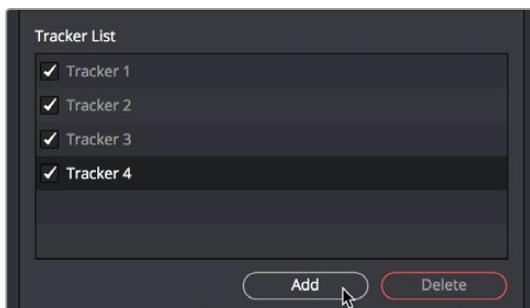 Tracker List
Tracker 1
Tracker 2
Tracker 3
Tracker 4
Add Delete